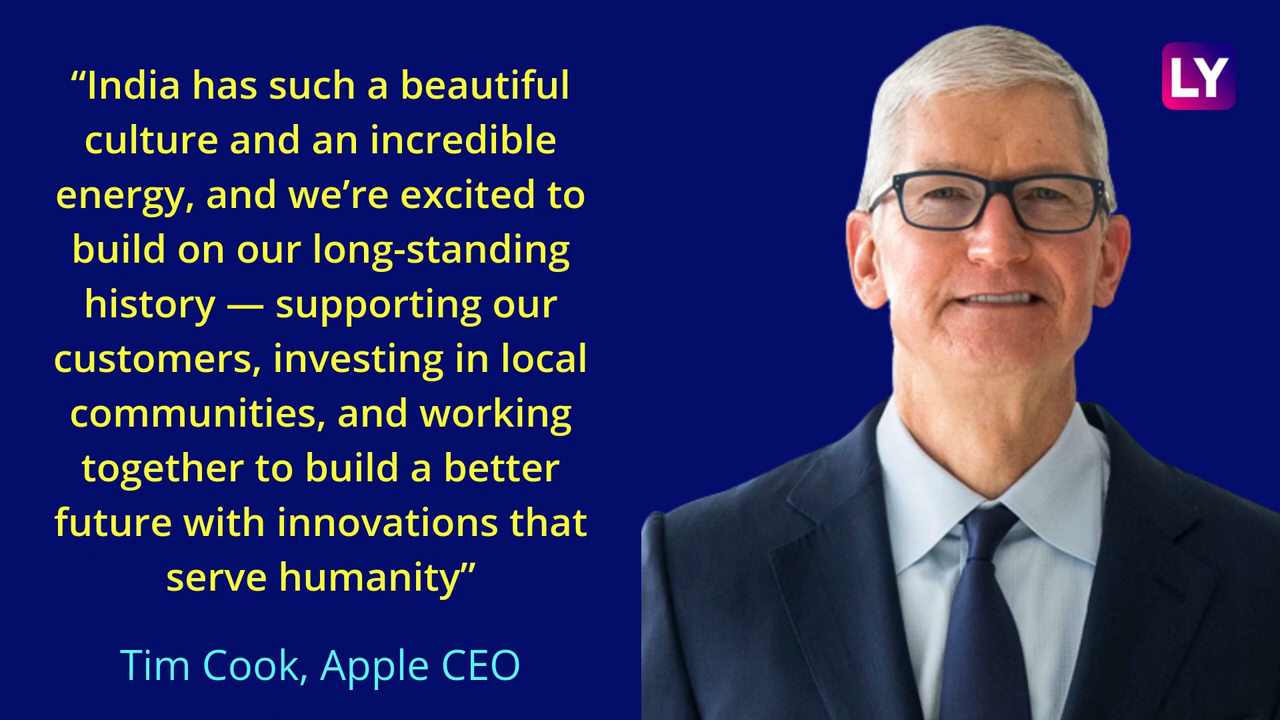 “India has such a beautiful
culture and an incredible
energy, and we’re excited to
build on our long-standing
history — supporting our
customers, investing in local
communities, and working
together to build a better
future with innovations that
serve humanity”
Tim Cook, Apple CEO
LY